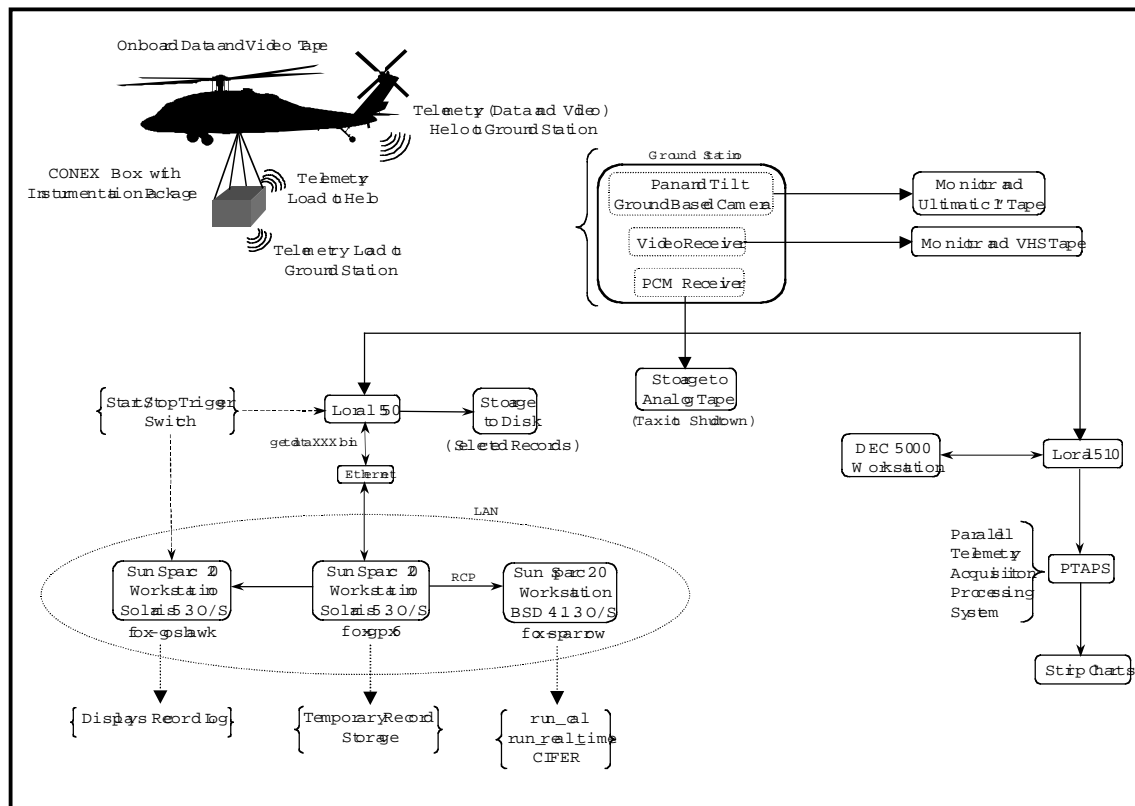 Onboard Data and Video Tape
Telemetry (Data and Video)
Helo to Ground Station
CONEX Box with
Instrumentation Package
Telemetry
Load to Helo
Telemetry Load to
Ground Station
Ground Station
Pan and Tilt
Ground Based Camera
Monitor and
Ultimatic 1" Tape
Video Receiver
Monitor and VHS Tape
PCM Receiver
Start/Stop Trigger
Switch
Loral 550
Storage
to Disk
(Selected Records)
Storage to
Analog Tape
(Taxi to Shutdown)
getdataXXX.bin
Ethernet
DEC 5000
Workstation
Loral 510
LAN
Sun Sparc 20
Workstation
Solaris 5.3 O/S
fox-goshawk
Sun Sparc 20
Workstation
Solaris 5.3 O/S
fox-gpx6
RCP
Sun Sparc 20
Workstation
BSD 4.1.3 O/S
fox-sparrow
Parallel
Telemetry
Acquisition
Processing
System
PTAPS
Strip Charts
Displays Record Log
Temporary Record
Storage
run_cal
run_real_time
CIFER